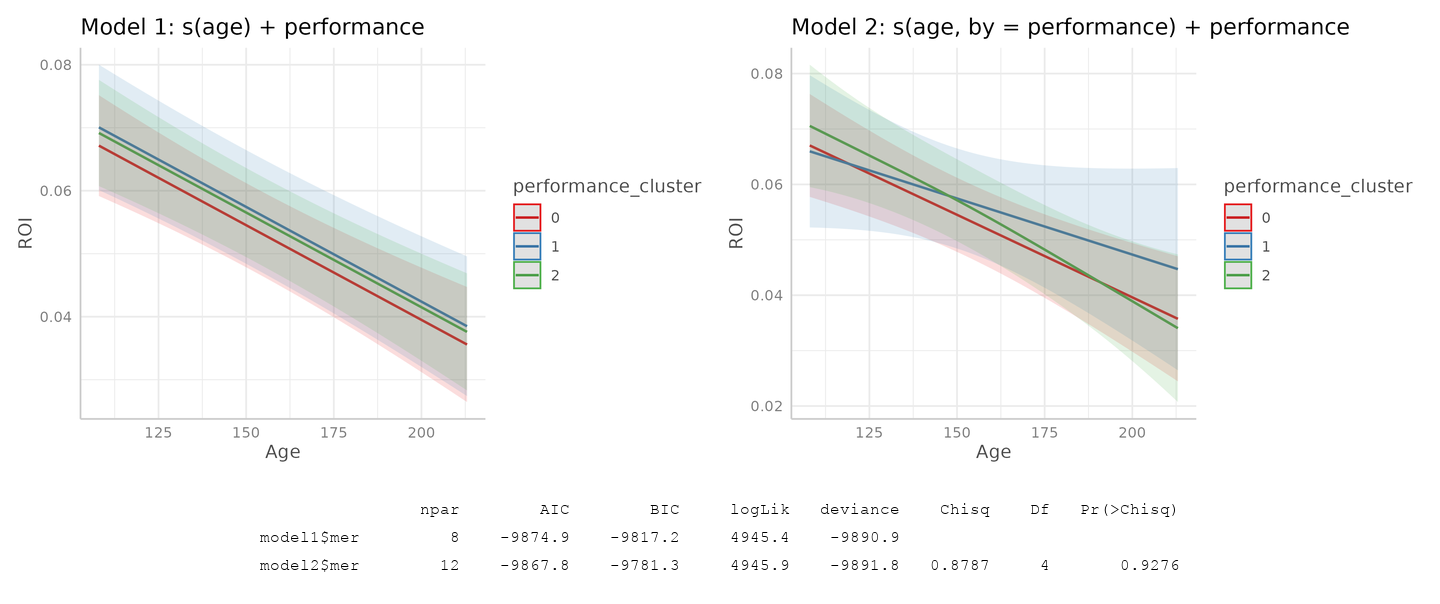 Model 1: s(age) + performance
0.08
0.06
0.04
ROI
125 150 175 200
Age
performance_cluster
0
1
2
Model 2: s(age, by = performance) + performance
0.08
0.06
0.04
0.02
ROI
125 150 175 200
Age
performance_cluster
0
1
2
npar AIC BIC logLik deviance Chisq Df Pr(>Chisq)
model1$mer 8 -9874.9 -9817.2 4945.4 -9890.9
model2$mer 12 -9867.8 -9781.3 4945.9 -9891.8 0.8787 4 0.9276